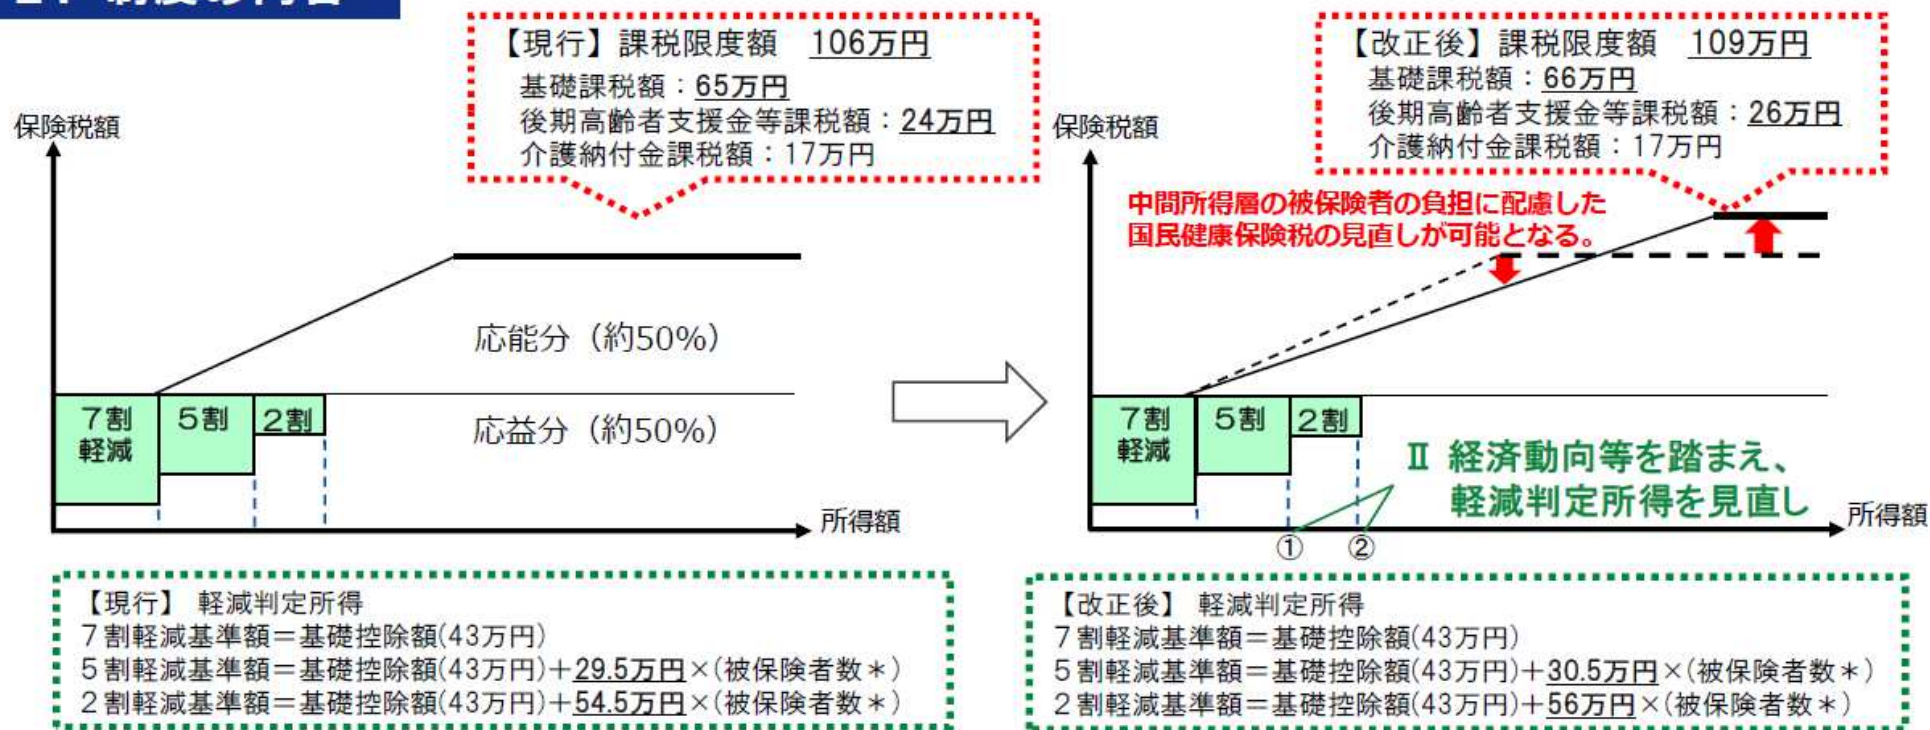 【現行】課税限度額 106万円
基礎課税額：65万円
後期高齢者支援金等課税額：24万円
介護納付金課税額：17万円
保険税額
応能分（約50%）
応益分（約50%）
７割
軽減
５割
２割
所得額
【現行】 軽減判定所得
７割軽減基準額＝基礎控除額(43万円)
５割軽減基準額＝基礎控除額(43万円)＋29.5万円×(被保険者数＊)
２割軽減基準額＝基礎控除額(43万円)＋54.5万円×(被保険者数＊)
【改正後】課税限度額 109万円
基礎課税額：66万円
後期高齢者支援金等課税額：26万円
介護納付金課税額：17万円
保険税額
中間所得層の被保険者の負担に配慮した
国民健康保険税の見直しが可能となる。
７割
軽減
５割
２割
Ⅱ 経済動向等を踏まえ、
軽減判定所得を見直し
所得額
① ②
【改正後】 軽減判定所得
７割軽減基準額＝基礎控除額(43万円)
５割軽減基準額＝基礎控除額(43万円)＋30.5万円×(被保険者数＊)
２割軽減基準額＝基礎控除額(43万円)＋56万円×(被保険者数＊)